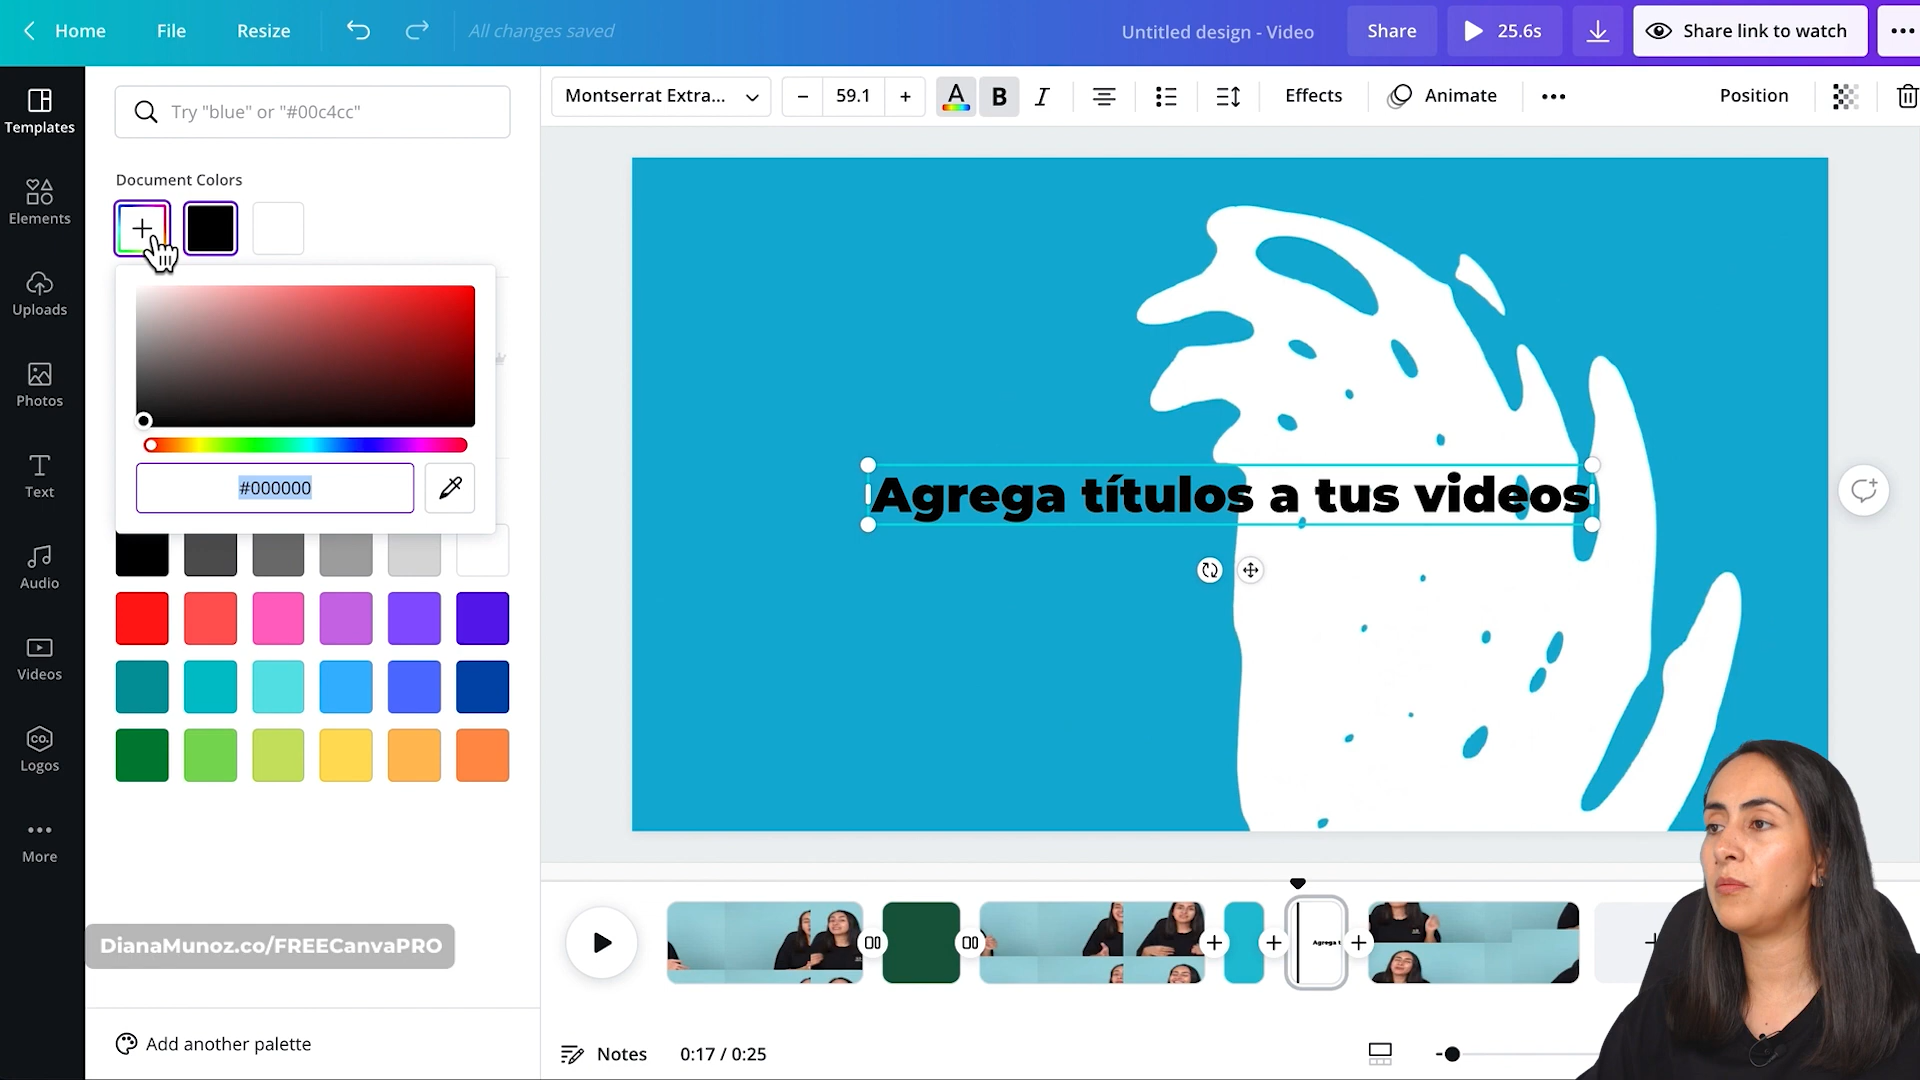 Home
File
Resize
All changes saved
Untitled design - Video
Share
25.6s
Share link to watch
Templates
Elements
Uploads
Photos
Text
Audio
Videos
CO.
Logos
More
Try "blue" or "#00c4cc"
Document Colors
#000000
Add another palette
DianaMunoz.co/FREECanvaPRO
Montserrat Extra...
59.1
A
B
I
Effects
Animate
Position
Agrega títulos a tus videos
Agrega t
Notes
0:17 / 0:25